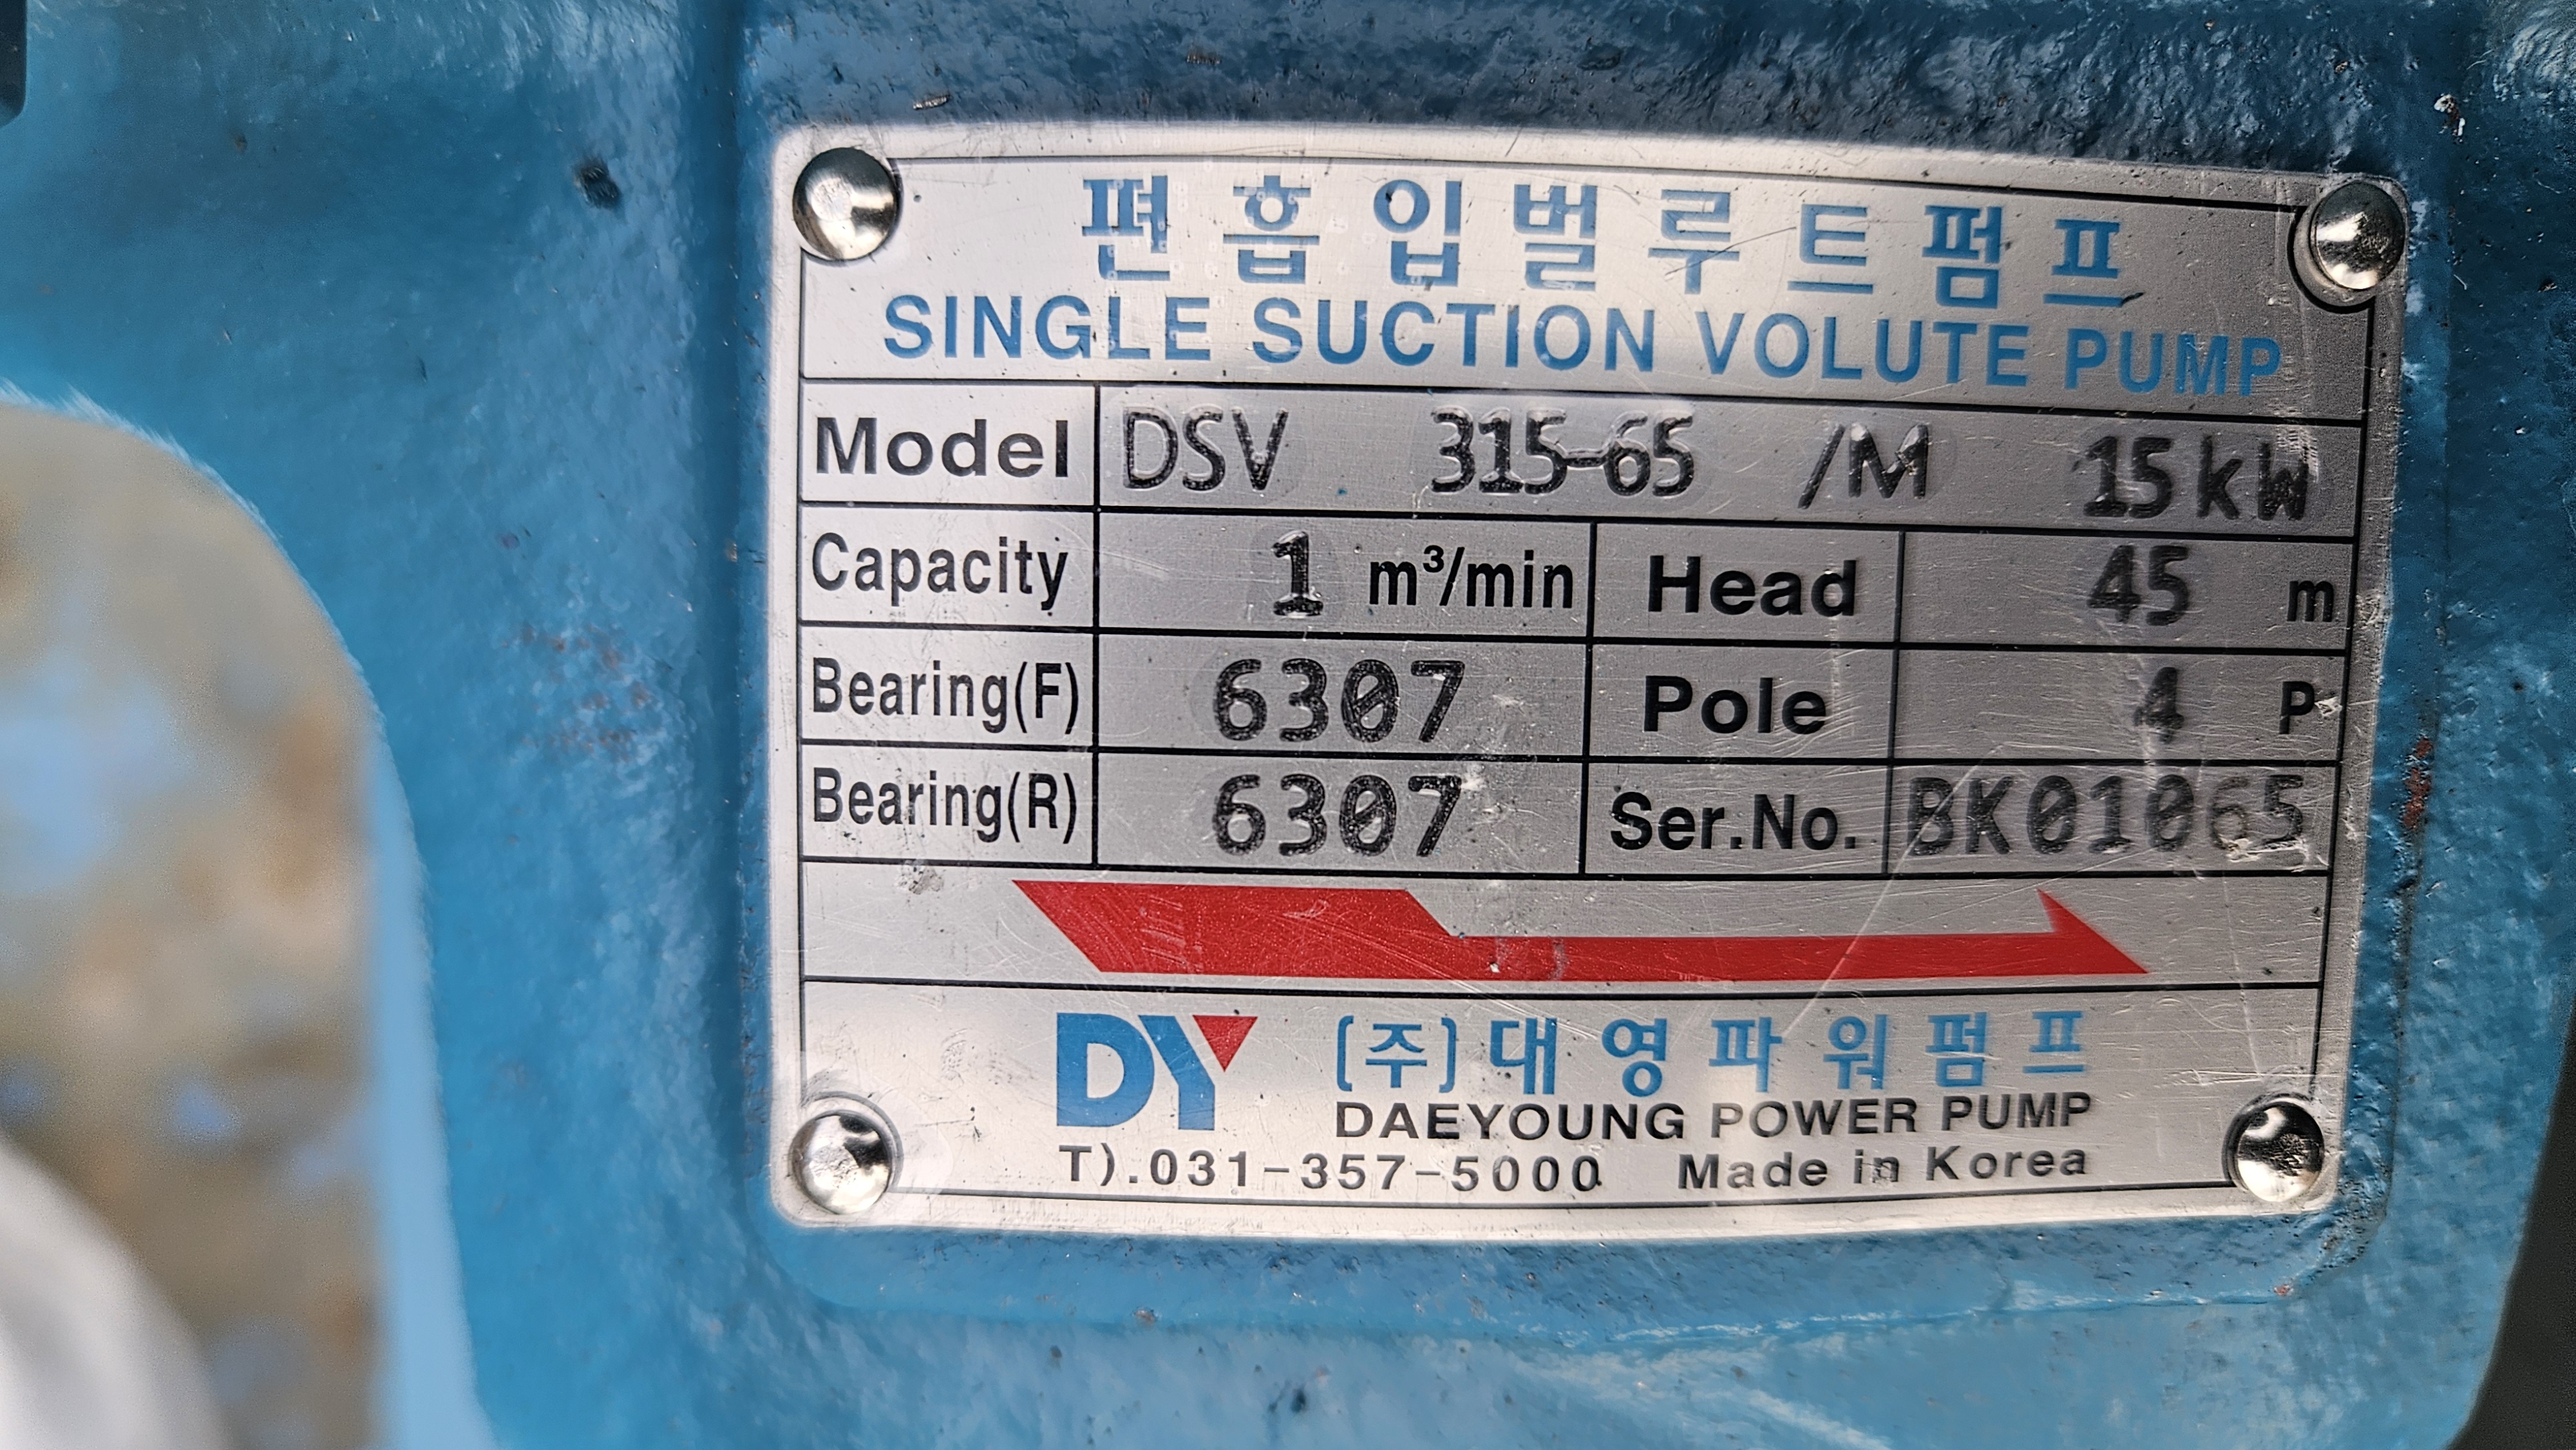 편흡입벌루트펌프
SINGLE SUCTION VOLUTE PUMP
Model DSV 315-65 /M 15kW
Capacity 1 m³/min Head 45 m
Bearing(F) 6307 Pole 4 P
Bearing(R) 6307 Ser.No. BK01065
DY (주)대영파워펌프
DAEYOUNG POWER PUMP
T).031-357-5000 Made in Korea